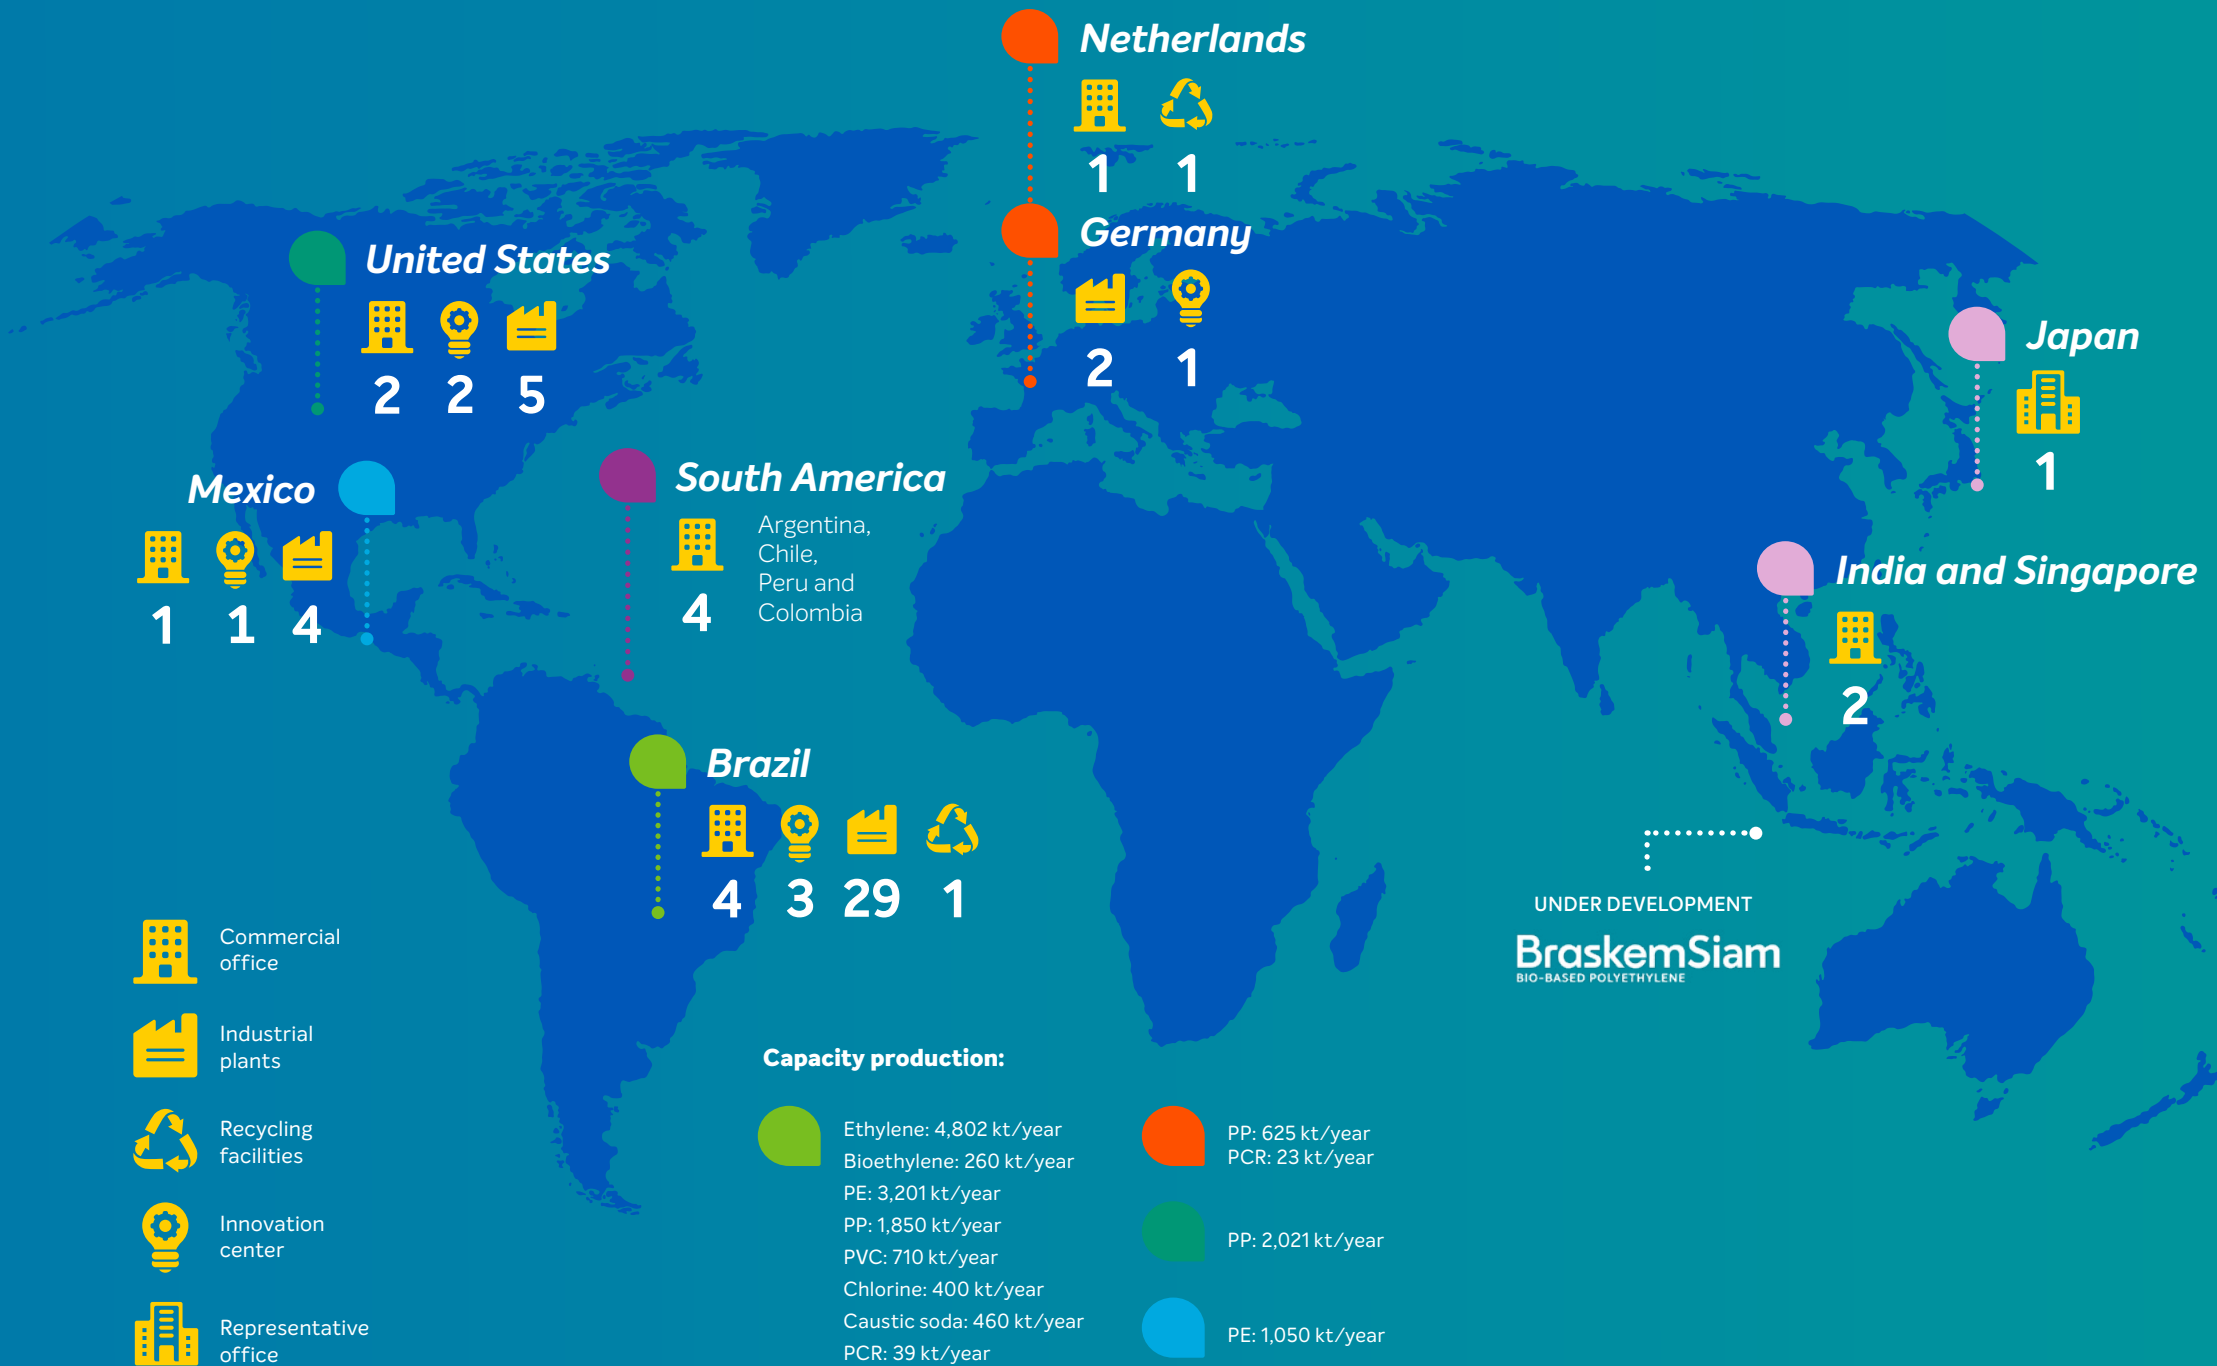 Netherlands
1 1
Germany
2 1
United States
2 2 5
Japan
1
Mexico
1 1 4
South America
Argentina,
Chile,
Peru and
Colombia
4
India and Singapore
2
Brazil
4 3 29 1
UNDER DEVELOPMENT
BraskemSiam
BIO-BASED POLYETHYLENE
Commercial
office
Industrial
plants
Recycling
facilities
Innovation
center
Representative
office
Capacity production:
Ethylene: 4,802 kt/year
Bioethylene: 260 kt/year
PE: 3,201 kt/year
PP: 1,850 kt/year
PVC: 710 kt/year
Chlorine: 400 kt/year
Caustic soda: 460 kt/year
PCR: 39 kt/year
PP: 625 kt/year
PCR: 23 kt/year
PP: 2,021 kt/year
PE: 1,050 kt/year